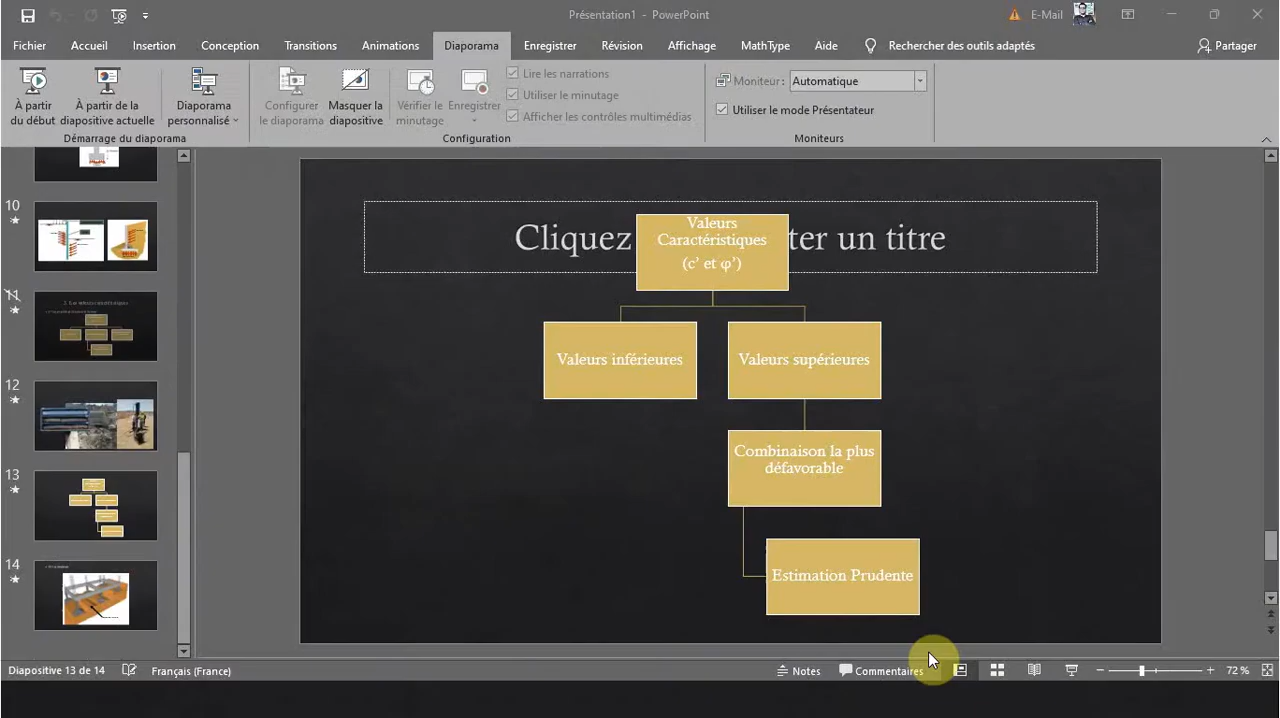 Présentation1 - PowerPoint
E-Mail
Fichier Accueil Insertion Conception Transitions Animations Diaporama Enregistrer Révision Affichage MathType Aide Rechercher des outils adaptés Partager
À partir du début
À partir de la diapositive actuelle
Diaporama personnalisé
Configurer le diaporama
Masquer la diapositive
Vérifier le minutage
Enregistrer
Lire les narrations
Utiliser le minutage
Afficher les contrôles multimédias
Moniteur : Automatique
Utiliser le mode Présentateur
Démarrage du diaporama Configuration Moniteurs
10
11
12
13
14
Cliquez ter un titre
Valeurs
Caractéristiques
(c’ et φ’)
Valeurs inférieures Valeurs supérieures
Combinaison la plus
défavorable
Estimation Prudente
Diapositive 13 de 14 Français (France) Notes Commentaires 72 %